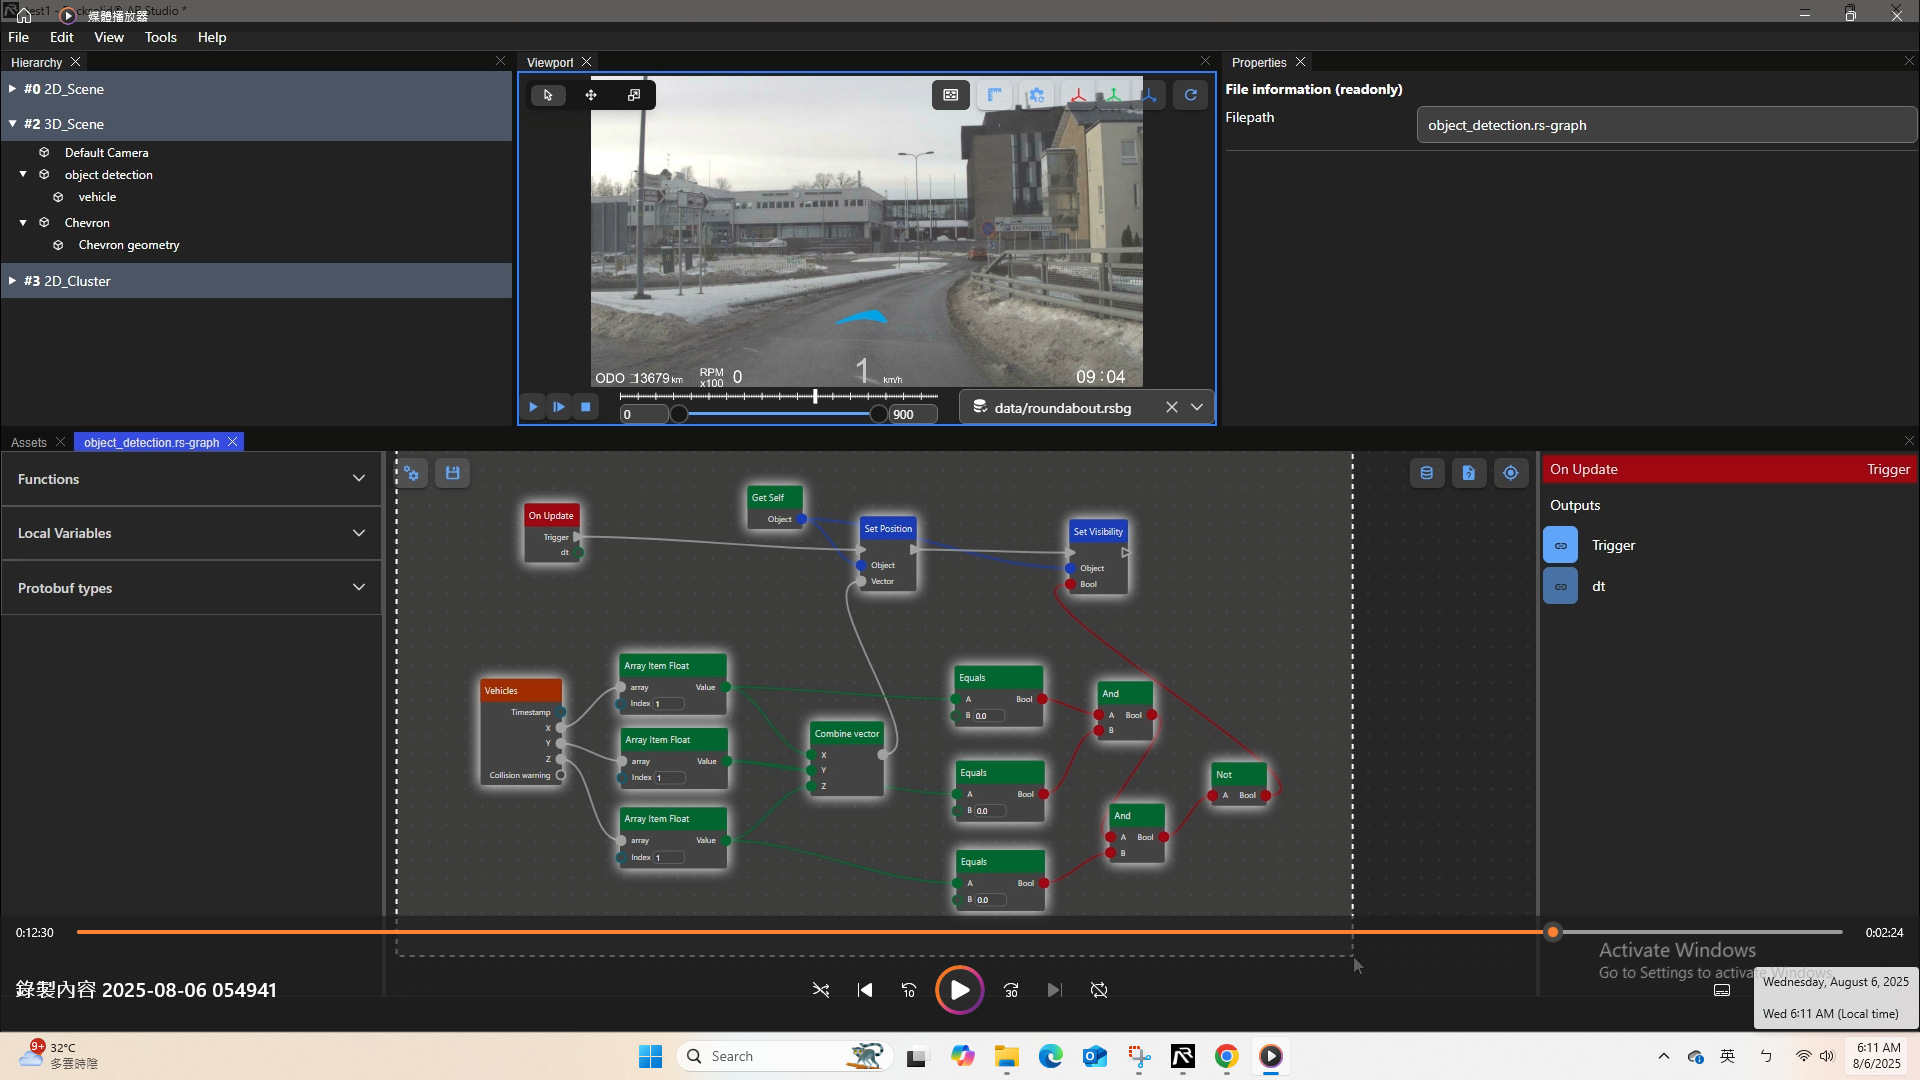 媒體播放器
File Edit View Tools Help
Hierarchy
#0 2D_Scene
#2 3D_Scene
Default Camera
object detection
vehicle
Chevron
Chevron geometry
#3 2D_Cluster
Viewport
ODO 13679 km
RPM
x100
0
1 km/h
09:04
0
900
data/roundabout.rsbg
Properties
File information (readonly)
Filepath
object_detection.rs-graph
Assets
object_detection.rs-graph
Functions
Local Variables
Protobuf types
On Update
Trigger
dt
Get Self
Object
Set Position
Object
Vector
Set Visibility
Object
Bool
Vehicles
Timestamp
X
Y
Z
Collision warning
Array Item Float
array Value
Index 1
Array Item Float
array Value
Index 1
Array Item Float
array Value
Index 1
Combine vector
X
Y
Z
Equals
A Bool
B 0.0
Equals
A Bool
B 0.0
Equals
A Bool
B 0.0
And
A Bool
B
And
A Bool
B
Not
A Bool
On Update Trigger
Outputs
Trigger
dt
0:12:30
0:02:24
錄製內容 2025-08-06 054941
10
30
Activate Windows
Go to Settings to activate Windows.
Wednesday, August 6, 2025
Wed 6:11 AM (Local time)
9+
32°C
多雲時陰
Search
英
ㄅ
6:11 AM
8/6/2025